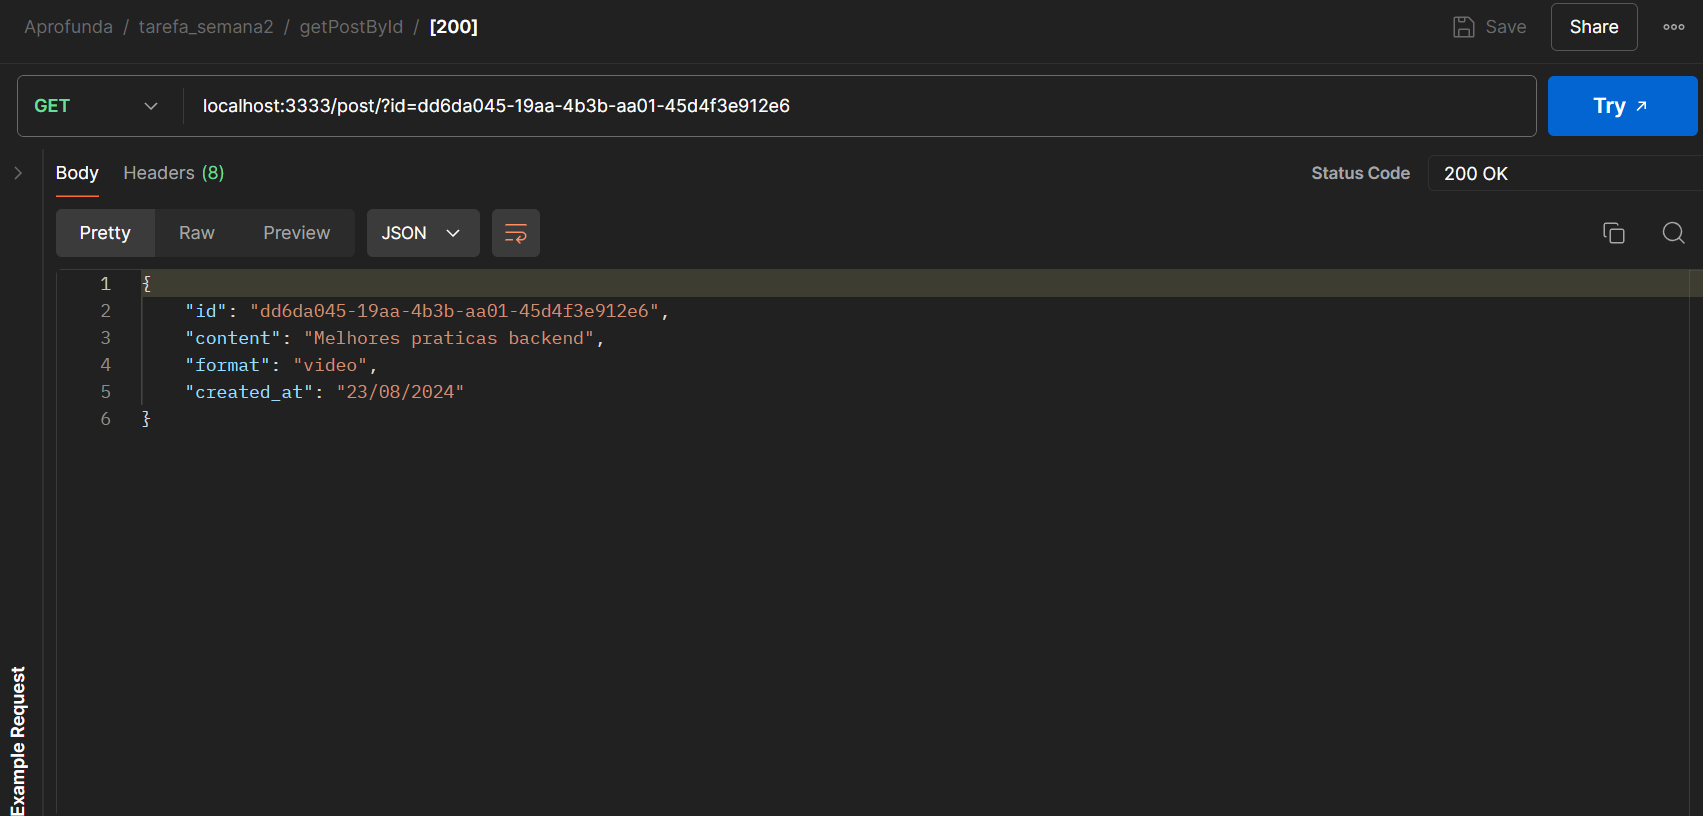 Aprofunda / tarefa_semana2 / getPostById / [200]
Save
Share
GET
localhost:3333/post/?id=dd6da045-19aa-4b3b-aa01-45d4f3e912e6
Try
Body
Headers (8)
Status Code
200 OK
Pretty
Raw
Preview
JSON
1 {
2 "id": "dd6da045-19aa-4b3b-aa01-45d4f3e912e6",
3 "content": "Melhores praticas backend",
4 "format": "video",
5 "created_at": "23/08/2024"
6 }
Example Request